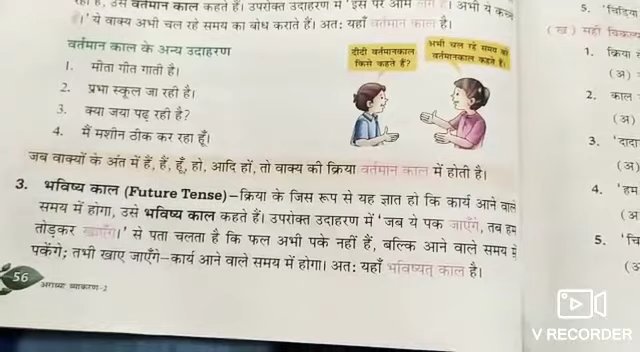 रहा है, उसे वर्तमान काल कहते हैं। उपरोक्त उदाहरण में 'इस पर आम लगे हैं। अभी ये कच्चे
' ये वाक्य अभी चल रहे समय का बोध कराते हैं। अतः यहाँ वर्तमान काल है।
वर्तमान काल के अन्य उदाहरण
1. मीता गीत गाती है।
2. प्रभा स्कूल जा रही है।
3. क्या जया पढ़ रही है?
4. मैं मशीन ठीक कर रहा हूँ।
दीदी वर्तमानकाल
किसे कहते हैं?
अभी चल रहे समय को
वर्तमानकाल कहते हैं।
जब वाक्यों के अंत में है, हैं, हूँ, हो, आदि हों, तो वाक्य की क्रिया वर्तमान काल में होती है।
3. भविष्य काल (Future Tense)–क्रिया के जिस रूप से यह ज्ञात हो कि कार्य आने वाले
समय में होगा, उसे भविष्य काल कहते हैं। उपरोक्त उदाहरण में 'जब ये पक जाएँगे, तब हम
तोड़कर खाएँगे।' से पता चलता है कि फल अभी पके नहीं हैं, बल्कि आने वाले समय में
पकेंगे; तभी खाए जाएँगे–कार्य आने वाले समय में होगा। अतः यहाँ भविष्यत् काल है।
56
व्याकरण-3
5. 'चिड़िया
(ख) सही विकल्प
1. क्रिया
(अ)
2. काल
(अ)
3. 'दादा
(अ)
4. 'हम
(अ
5. 'चि
(अ
V RECORDER